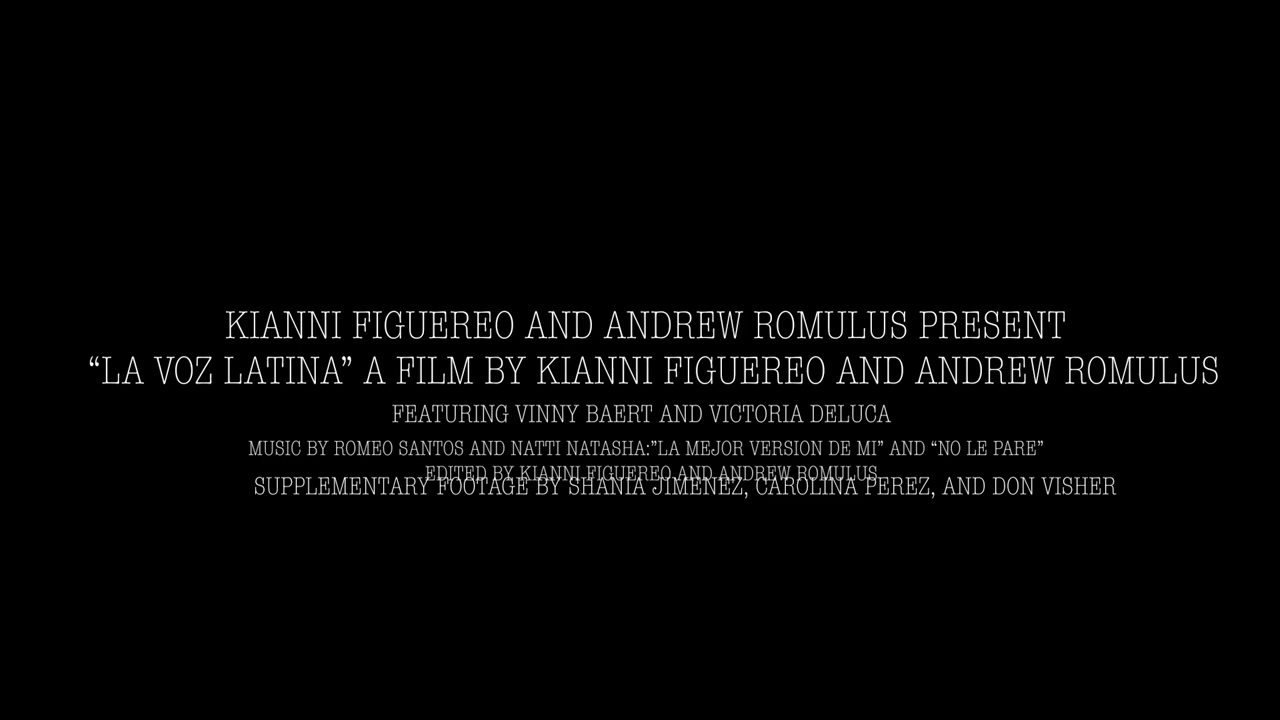 KIANNI FIGUEREO AND ANDREW ROMULUS PRESENT
“LA VOZ LATINA” A FILM BY KIANNI FIGUEREO AND ANDREW ROMULUS
FEATURING VINNY BAERT AND VICTORIA DELUCA
MUSIC BY ROMEO SANTOS AND NATTI NATASHA:”LA MEJOR VERSION DE MI” AND “NO LE PARE”
EDITED BY KIANNI FIGUEREO AND ANDREW ROMULUS
SUPPLEMENTARY FOOTAGE BY SHANIA JIMENEZ, CAROLINA PEREZ, AND DON VISHER